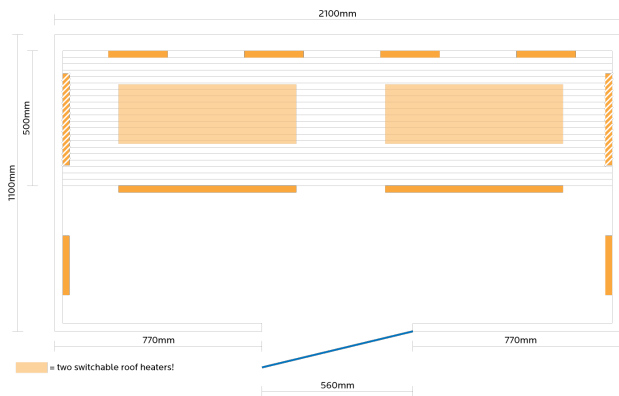 2100mm
500mm
1100mm
770mm
770mm
= two switchable roof heaters!
560mm